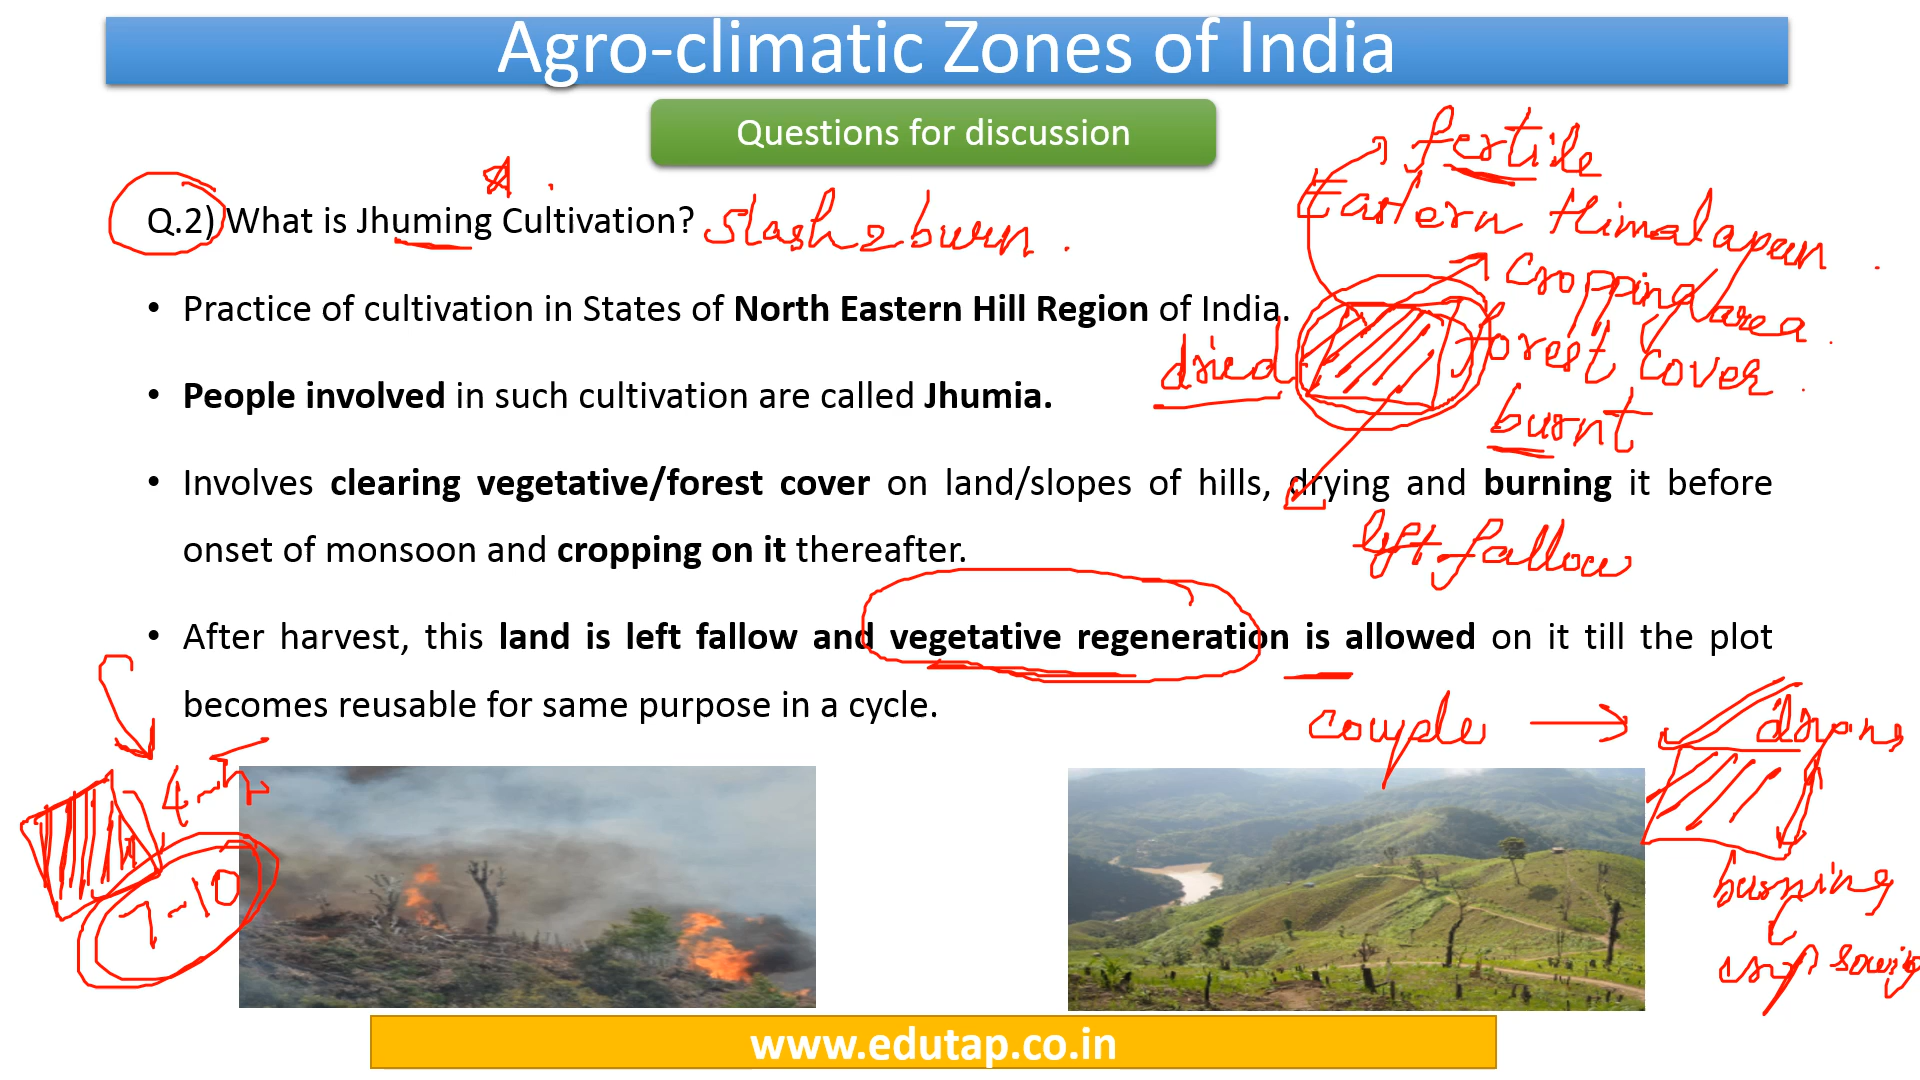 Agro-climatic Zones of India
Questions for discussion
fertile
Eastern Himalayan
Q.2) What is Jhuming Cultivation? slash & burn.
cropping area
• Practice of cultivation in States of North Eastern Hill Region of India.
forest cover
dried
• People involved in such cultivation are called Jhumia.
burnt
• Involves clearing vegetative/forest cover on land/slopes of hills, drying and burning it before
onset of monsoon and cropping on it thereafter.
left fallow
• After harvest, this land is left fallow and vegetative regeneration is allowed on it till the plot
becomes reusable for same purpose in a cycle.
couple
7-10
burning
crop sowing
www.edutap.co.in